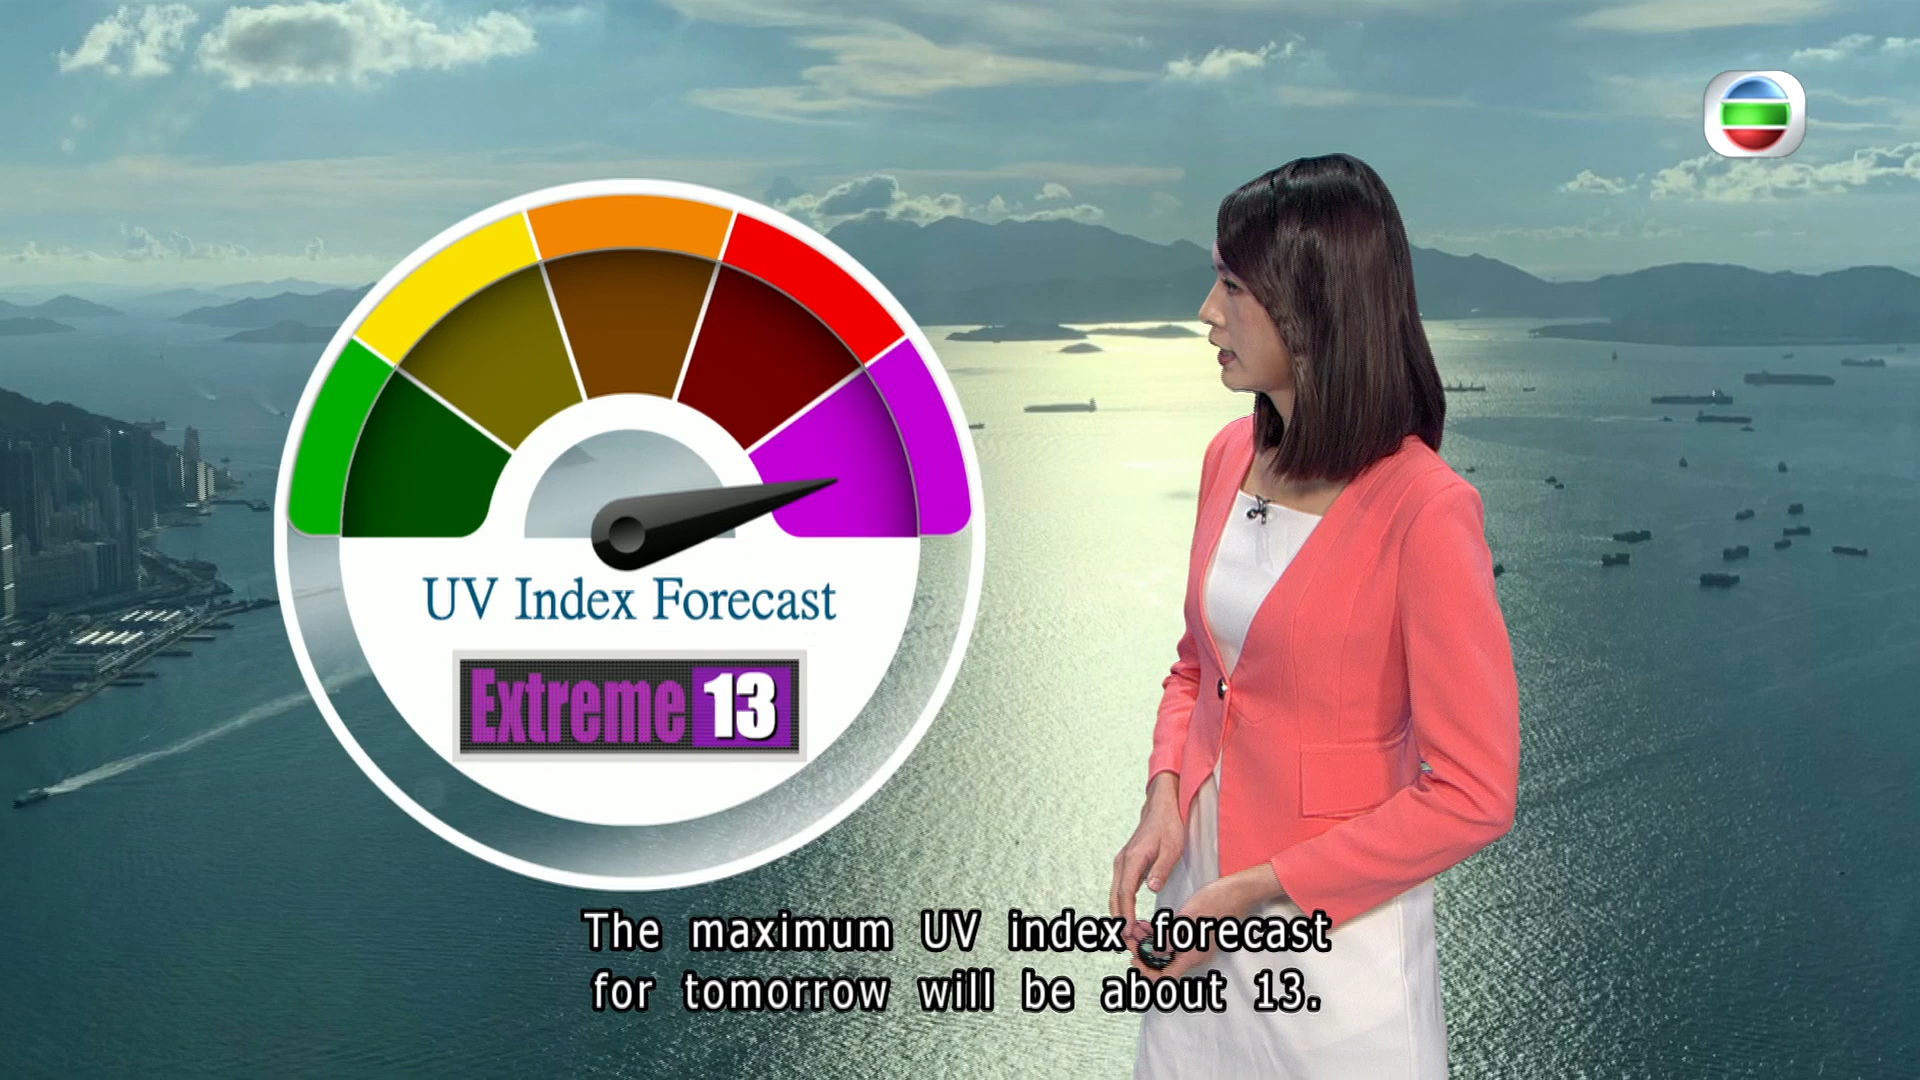 UV Index Forecast
Extreme 13
The maximum UV index forecast
for tomorrow will be about 13.